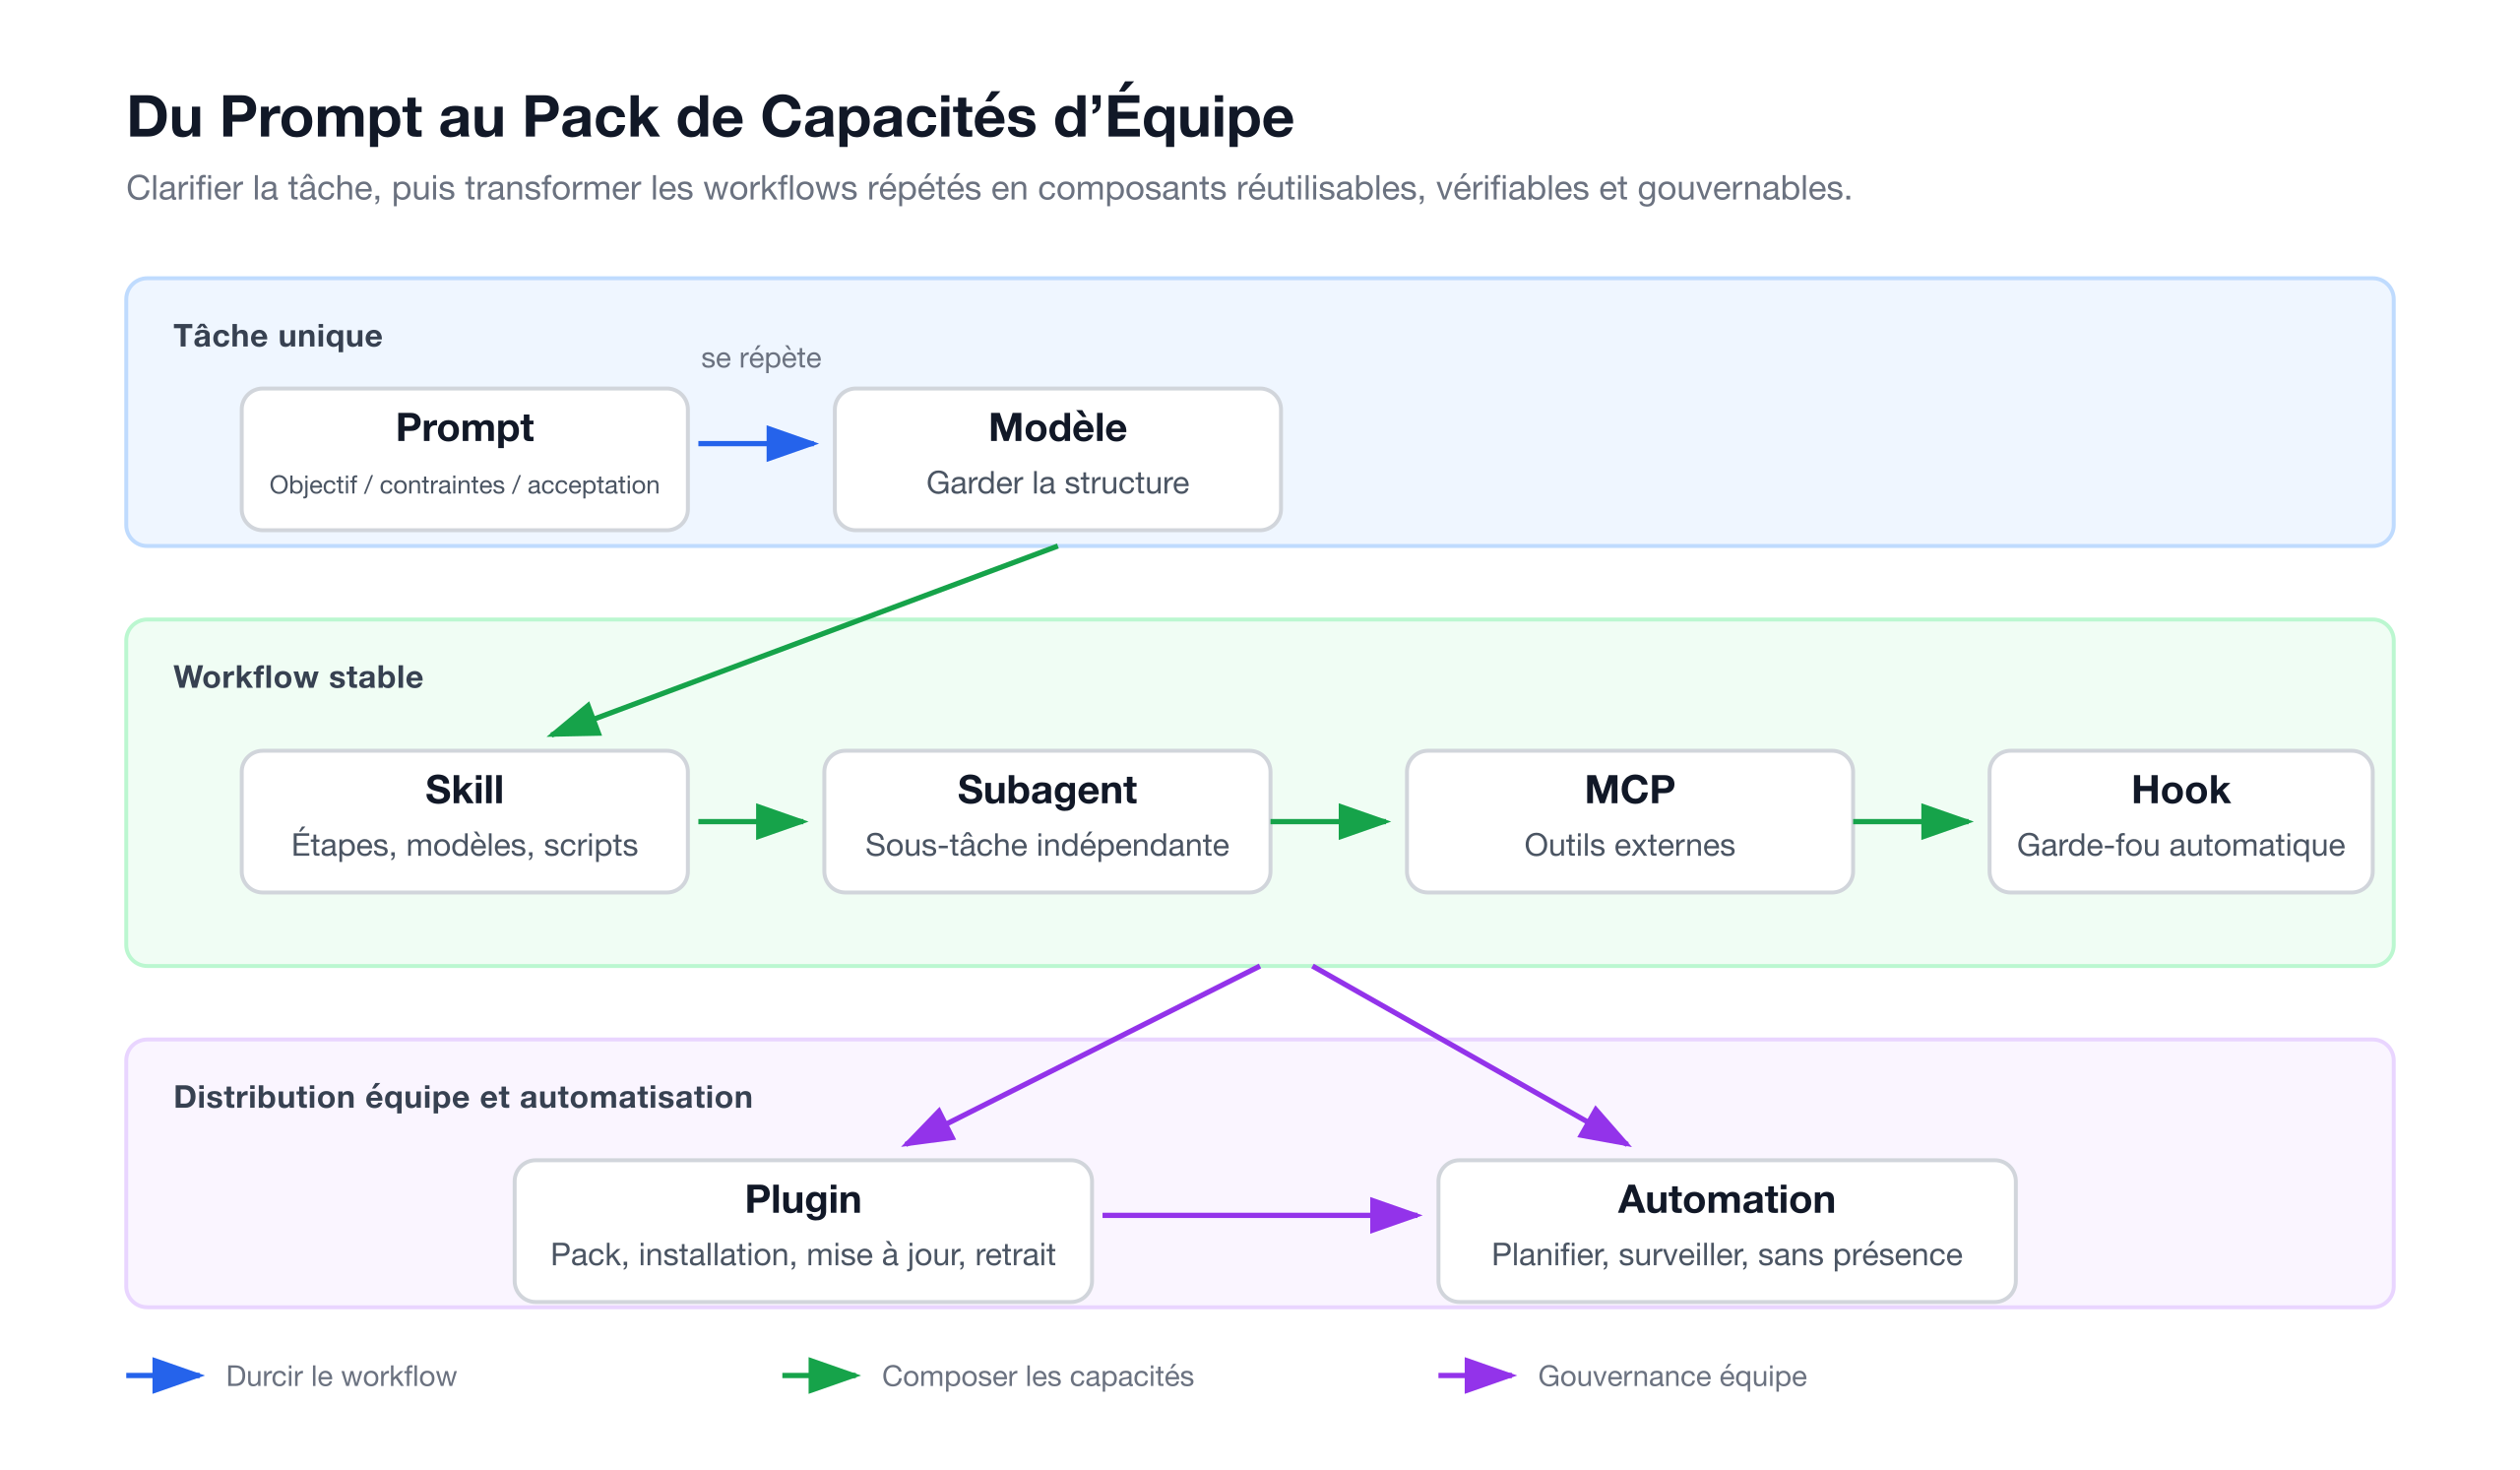 Du Prompt au Pack de Capacités d’Équipe
Clarifier la tâche, puis transformer les workflows répétés en composants réutilisables, vérifiables et gouvernables.
Tâche unique
se répète
Prompt
Objectif / contraintes / acceptation
Modèle
Garder la structure
Workflow stable
Skill
Étapes, modèles, scripts
Subagent
Sous-tâche indépendante
MCP
Outils externes
Hook
Garde-fou automatique
Distribution équipe et automatisation
Plugin
Pack, installation, mise à jour, retrait
Automation
Planifier, surveiller, sans présence
Durcir le workflow
Composer les capacités
Gouvernance équipe